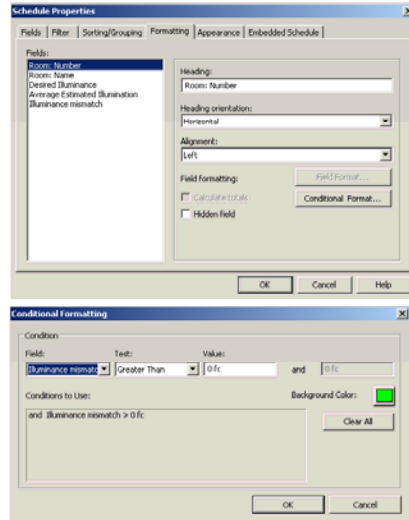 Schedule Properties
Fields Filter Sorting/Grouping Formatting Appearance Embedded Schedule
Fields:
Room: Number
Room: Name
Desired Illuminance
Average Estimated Illumination
Illuminance mismatch
Heading:
Room: Number
Heading orientation:
Horizontal
Alignment:
Left
Field formatting:
Field Format...
Calculate totals
Conditional Format...
Hidden field
OK Cancel Help
Conditional Formatting
Condition
Field: Test: Value:
Illuminance mismatc Greater Than 0 fc and 0 fc
Conditions to Use: Background Color:
and Illuminance mismatch > 0 fc
Clear All
OK Cancel